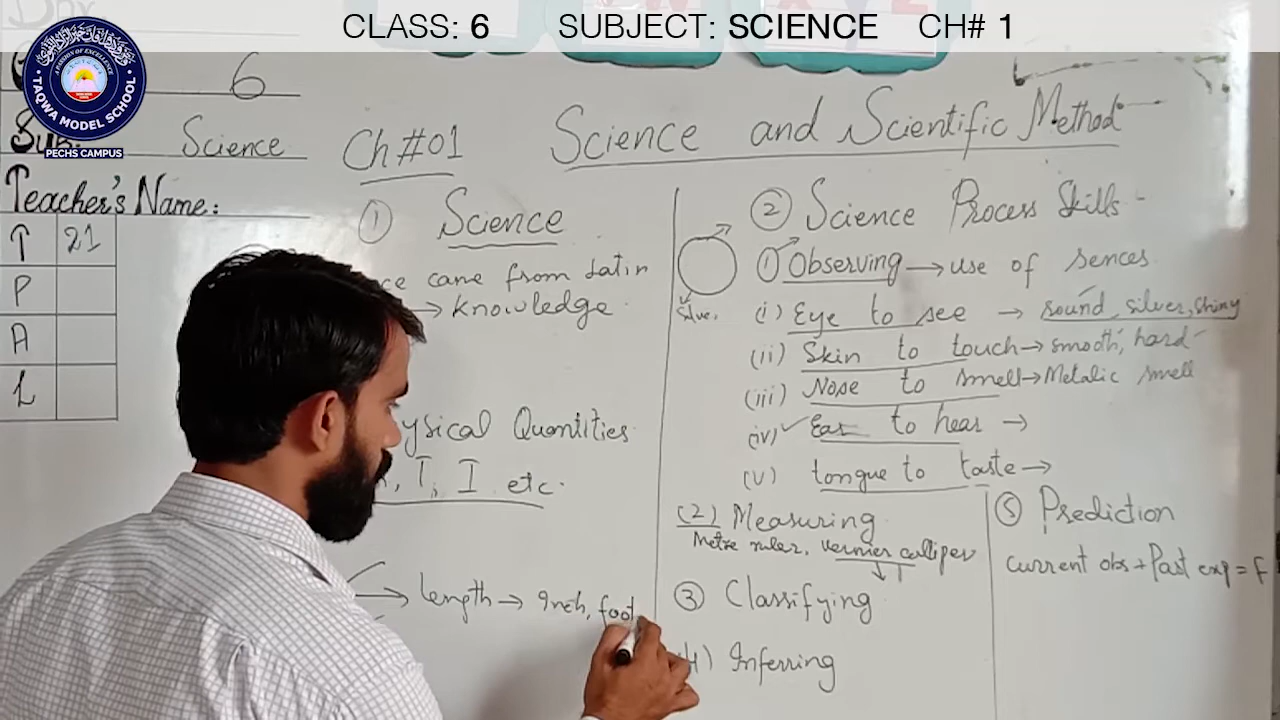 CLASS: 6 SUBJECT: SCIENCE CH# 1
TAQWA MODEL SCHOOL
PECHS CAMPUS
6
Sub: Science
Teacher's Name:
T 21
P
A
L
Ch#01 Science and Scientific Method
① Science
came from Latin
→ Knowledge
Quantities
, T, I etc.
→ length → Inch, foot
② Science Process Skills
① Observing → use of sences
(i) Eye to see → round, silver, shiny
(ii) Skin to touch → smooth, hard
(iii) Nose to smell → Metalic smell
(iv) Ear to hear →
(v) tongue to taste →
(2) Measuring
Metre ruler, vernier calliper
③ Classifying
Inferring
⑤ Prediction
current obs + Past exp = F